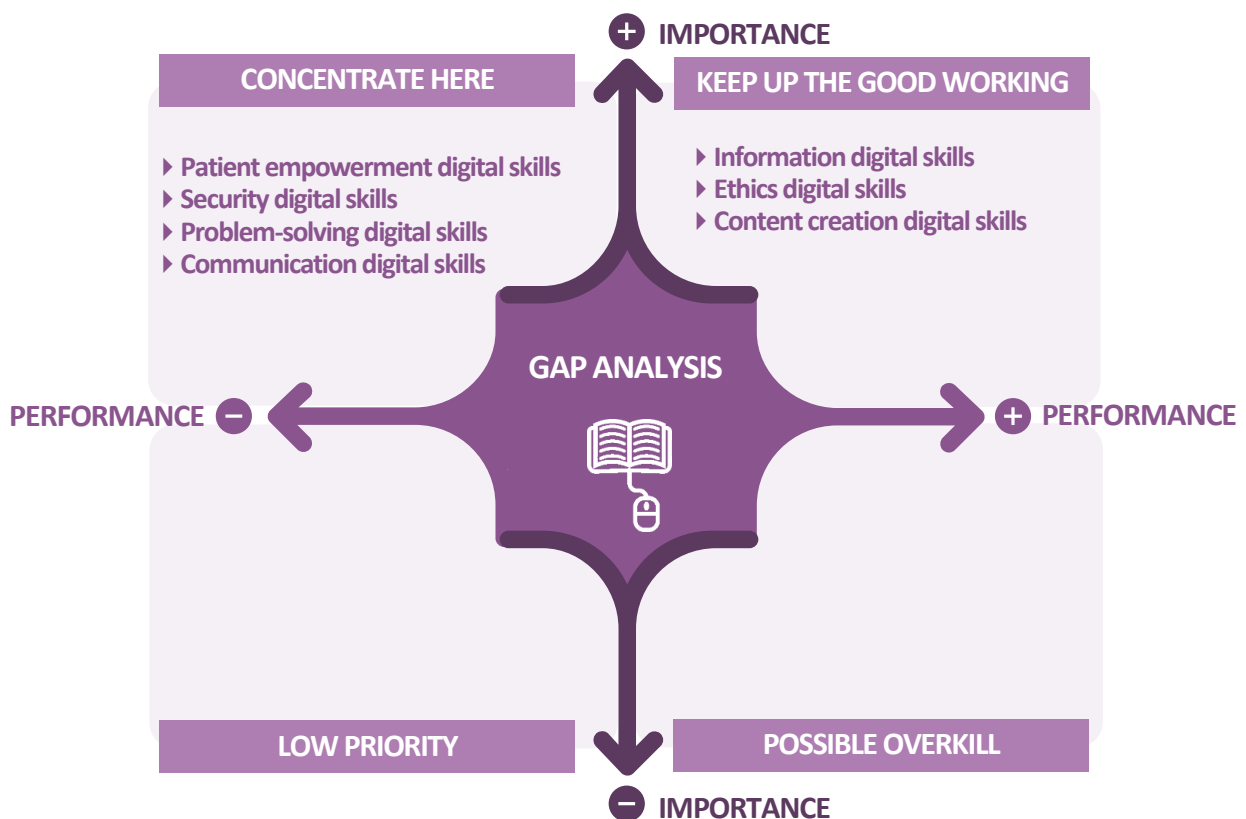 IMPORTANCE
CONCENTRATE HERE
KEEP UP THE GOOD WORKING
Patient empowerment digital skills
Security digital skills
Problem-solving digital skills
Communication digital skills
Information digital skills
Ethics digital skills
Content creation digital skills
GAP ANALYSIS
PERFORMANCE
PERFORMANCE
LOW PRIORITY
POSSIBLE OVERKILL
IMPORTANCE